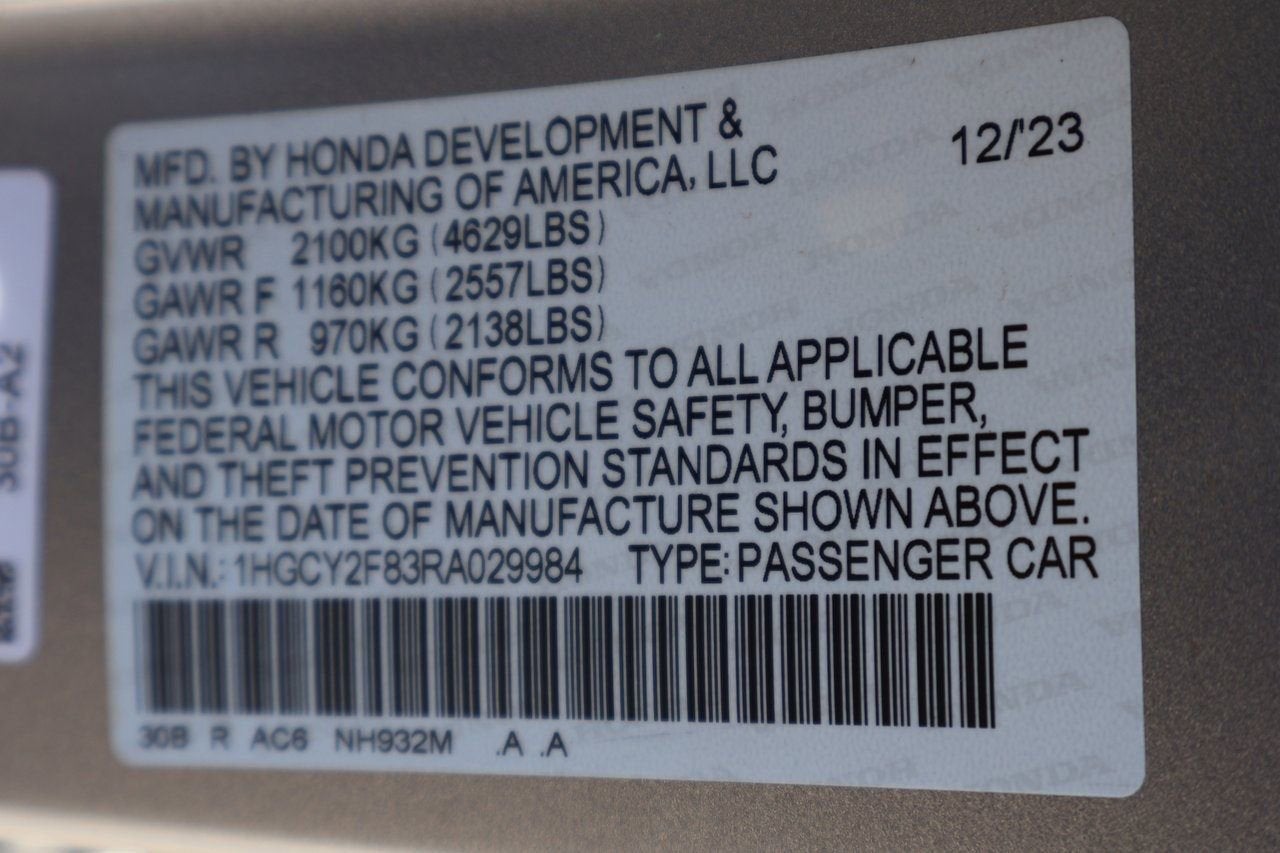 MFD. BY HONDA DEVELOPMENT &
MANUFACTURING OF AMERICA, LLC
12/'23
GVWR 2100KG (4629LBS)
GAWR F 1160KG (2557LBS)
GAWR R 970KG (2138LBS)
THIS VEHICLE CONFORMS TO ALL APPLICABLE
FEDERAL MOTOR VEHICLE SAFETY, BUMPER,
AND THEFT PREVENTION STANDARDS IN EFFECT
ON THE DATE OF MANUFACTURE SHOWN ABOVE.
V.I.N.: 1HGCY2F83RA029984 TYPE: PASSENGER CAR
30B R AC6 NH932M .A .A
30B-A2